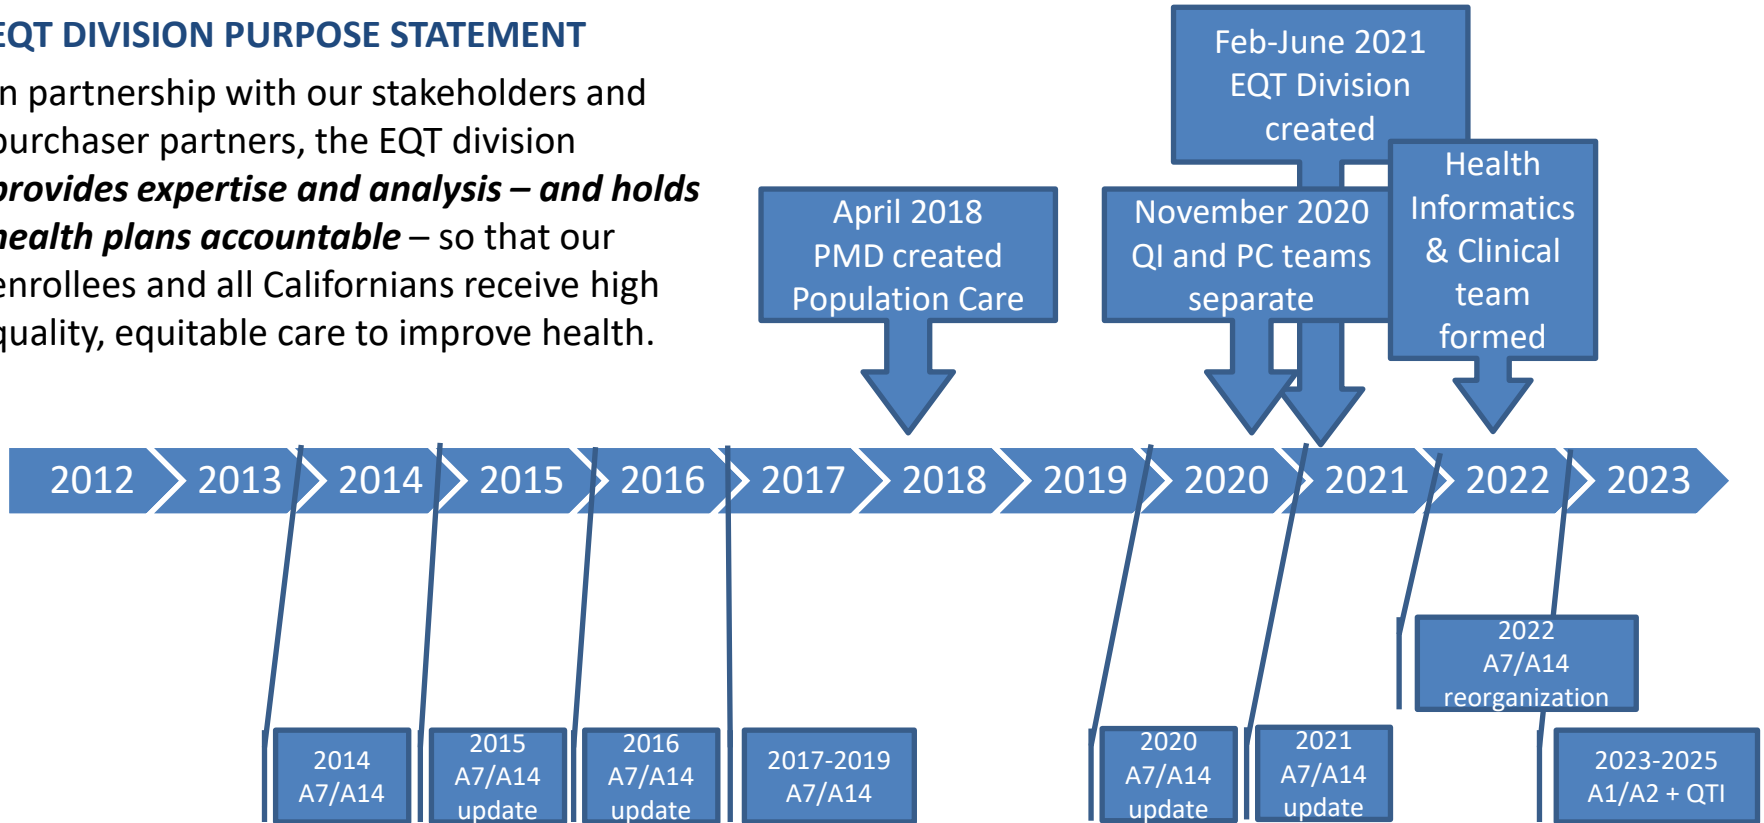 EQT DIVISION PURPOSE STATEMENT
n partnership with our stakeholders and
purchaser partners, the EQT division
provides expertise and analysis – and holds
health plans accountable – so that our
enrollees and all Californians receive high
quality, equitable care to improve health.
Feb-June 2021
EQT Division
created
April 2018
PMD created
Population Care
November 2020
QI and PC teams
separate
Health
Informatics
& Clinical
team
formed
2012
2013
2014
2015
2016
2017
2018
2019
2020
2021
2022
2023
2022
A7/A14
reorganization
2014
A7/A14
2015
A7/A14
update
2016
A7/A14
update
2017-2019
A7/A14
2020
A7/A14
update
2021
A7/A14
update
2023-2025
A1/A2 + QTI